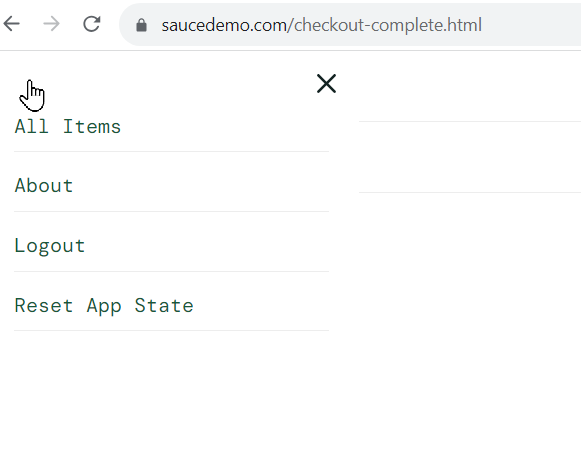 saucedemo.com/checkout-complete.html
All Items
About
Logout
Reset App State